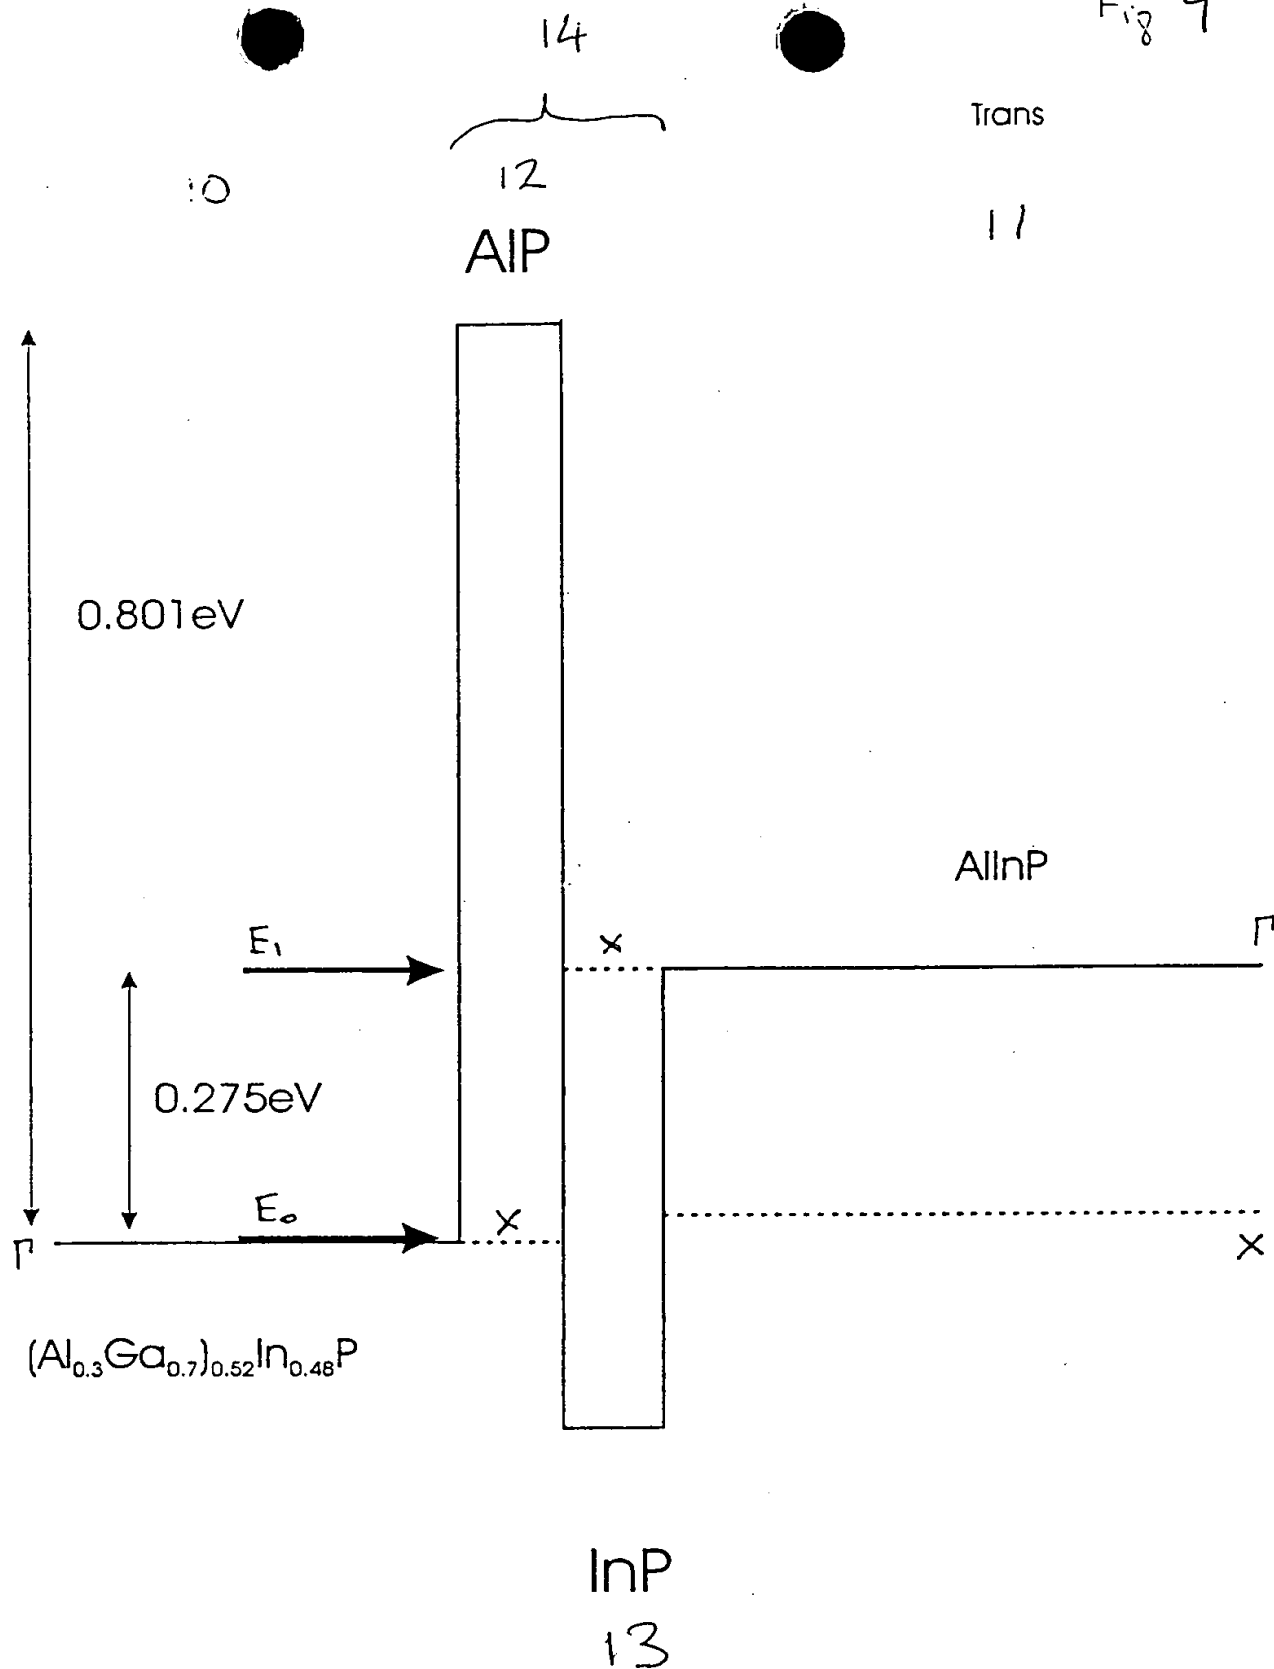 Fig 9
14
Trans
12
10
11
AlP
0.801eV
AlInP
E₁
X
Γ
0.275eV
E₀
X
Γ
X
(Al₀.₃Ga₀.₇)₀.₅₂In₀.₄₈P
InP
13